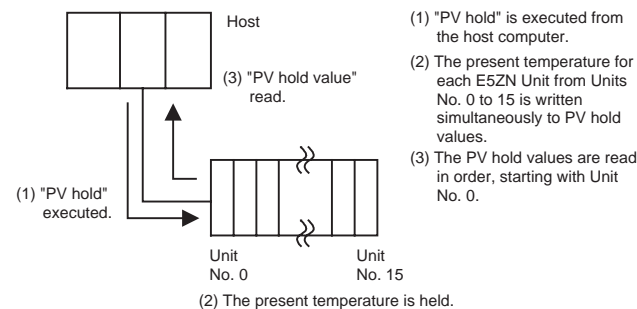 Host
(3) "PV hold value"
read.
(1) "PV hold"
executed.
Unit
No. 0
Unit
No. 15
(2) The present temperature is held.
(1) "PV hold" is executed from
the host computer.
(2) The present temperature for
each E5ZN Unit from Units
No. 0 to 15 is written
simultaneously to PV hold
values.
(3) The PV hold values are read
in order, starting with Unit
No. 0.